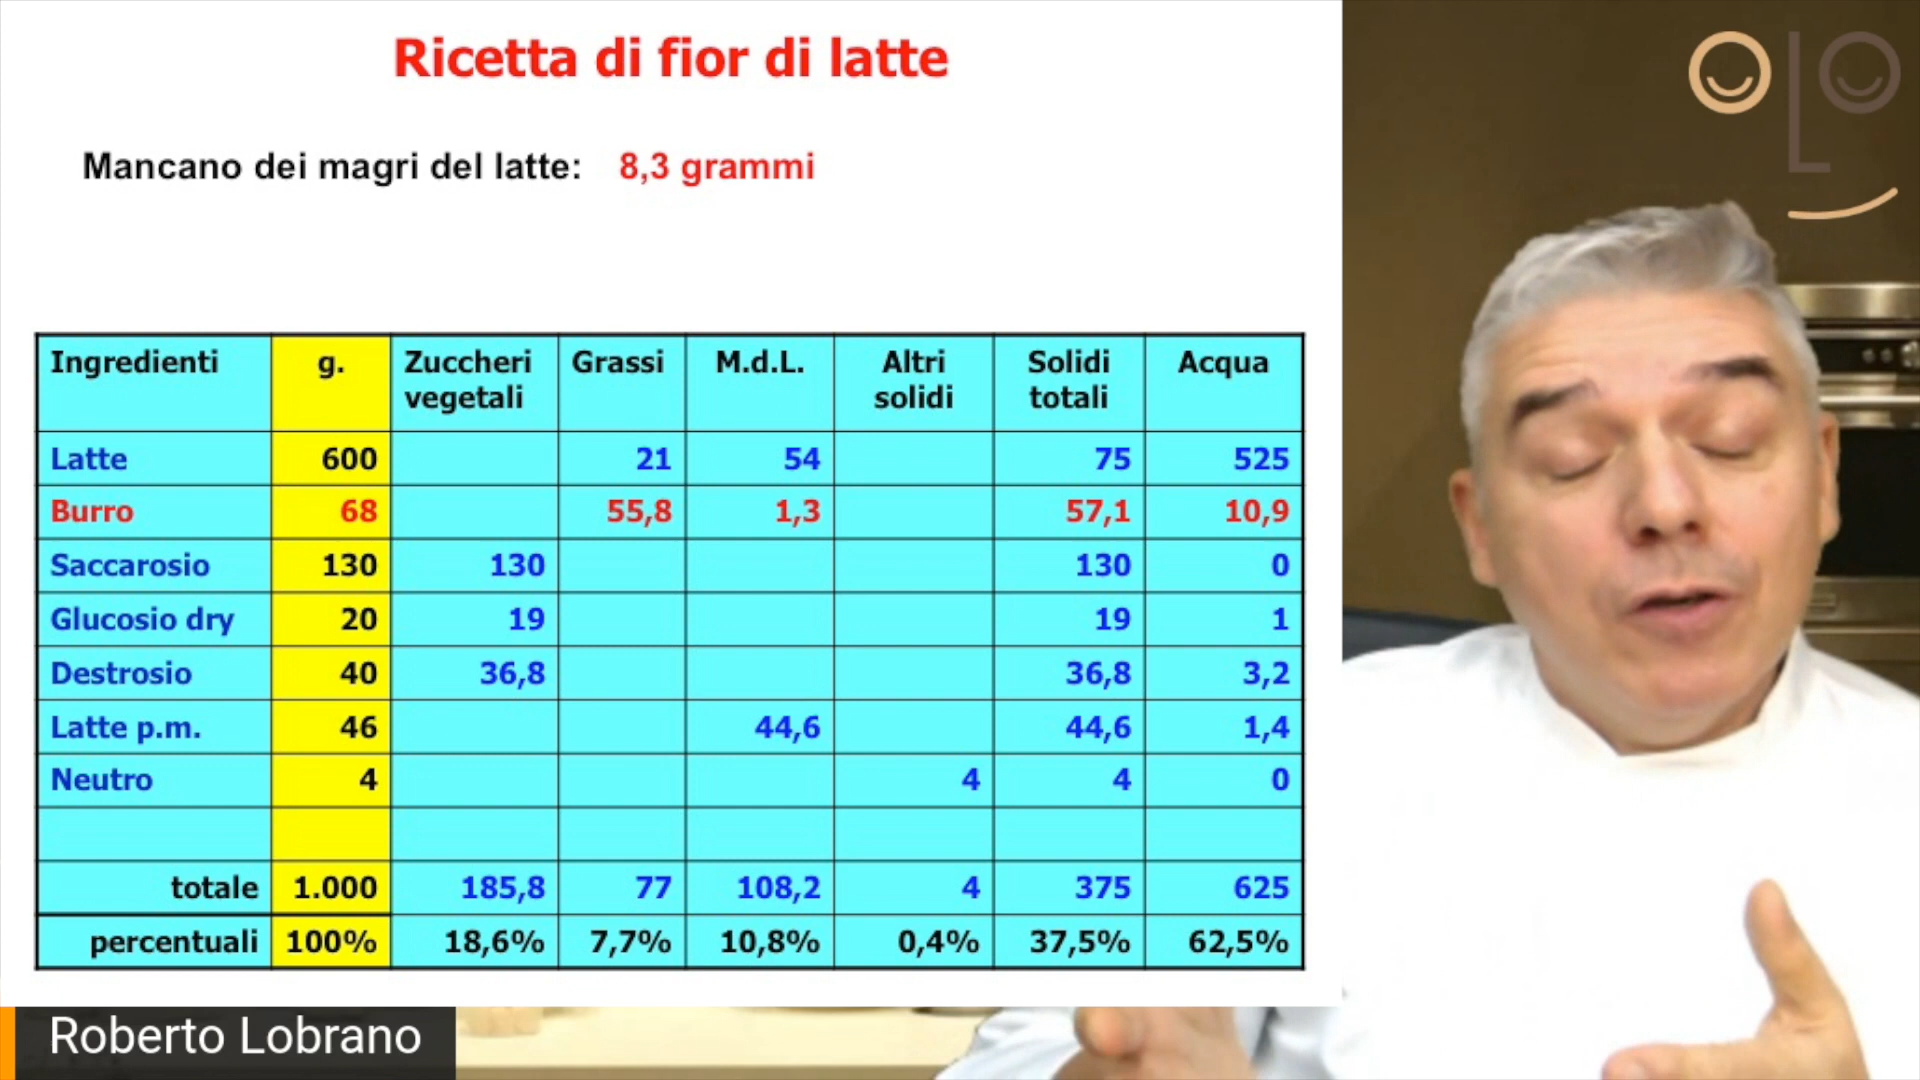 Ricetta di fior di latte
Mancano dei magri del latte: 8,3 grammi
Ingredienti g. Zuccheri vegetali Grassi M.d.L. Altri solidi Solidi totali Acqua
Latte 600 21 54 75 525
Burro 68 55,8 1,3 57,1 10,9
Saccarosio 130 130 130 0
Glucosio dry 20 19 19 1
Destrosio 40 36,8 36,8 3,2
Latte p.m. 46 44,6 44,6 1,4
Neutro 4 4 4 0
totale 1.000 185,8 77 108,2 4 375 625
percentuali 100% 18,6% 7,7% 10,8% 0,4% 37,5% 62,5%
Roberto Lobrano